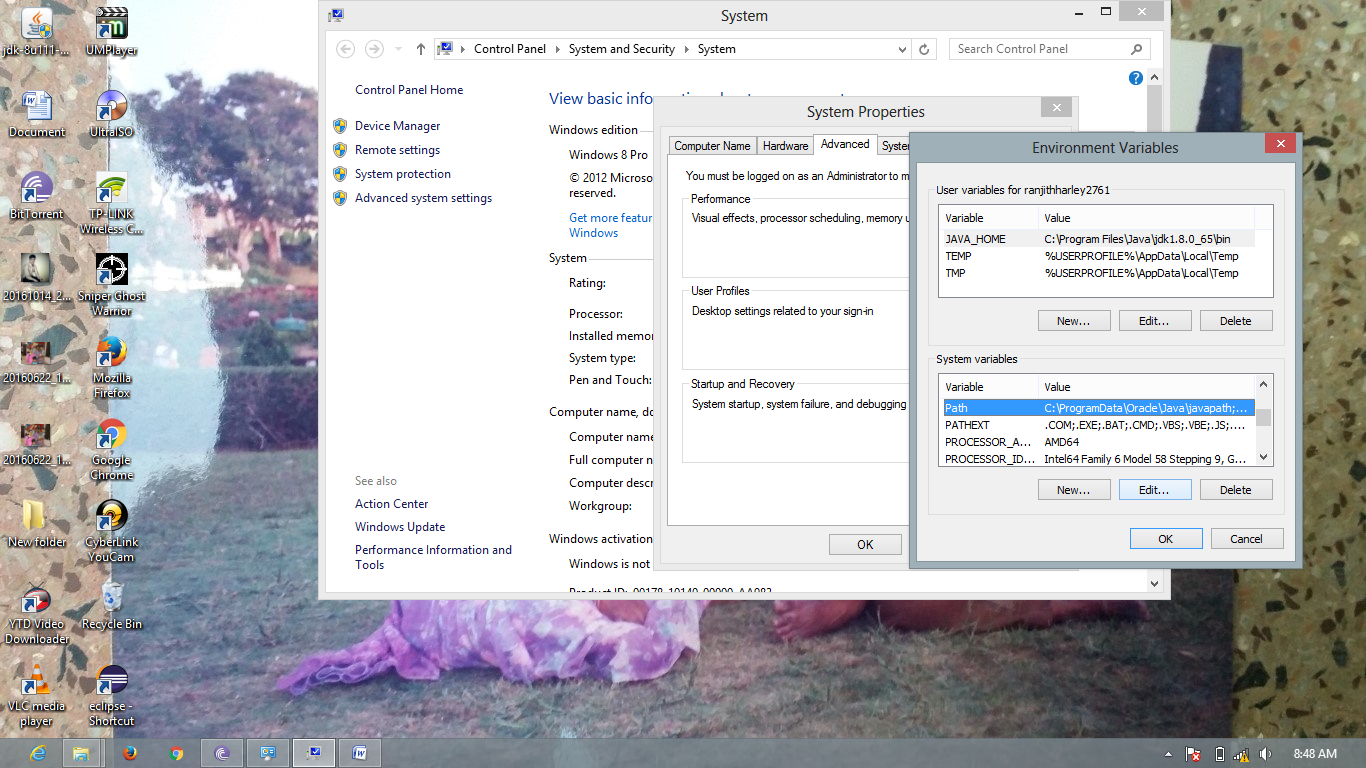 jdk-8u111-...
UMPlayer
Document
UltraISO
BitTorrent
TP-LINK
Wireless C...
20161014_2...
Sniper Ghost
Warrior
20160622_1...
Mozilla
Firefox
20160622_1...
Google
Chrome
New folder
CyberLink
YouCam
YTD Video
Downloader
Recycle Bin
VLC media
player
eclipse -
Shortcut
System
Control Panel
System and Security
System
Search Control Panel
Control Panel Home
Device Manager
Remote settings
System protection
Advanced system settings
See also
Action Center
Windows Update
Performance Information and
Tools
View basic
Windows edition
Windows 8 Pro
© 2012
reserved.
Get more
Windows
System
Rating:
Processor:
Installed
System type:
Pen and Touch:
Computer name,
Computer name
Full computer
Computer
Workgroup:
Windows activation
Windows is not
System Properties
Computer Name
Hardware
Advanced
You must be logged on as an Administrator to
Performance
Visual effects, processor scheduling, memory
User Profiles
Desktop settings related to your sign-in
Startup and Recovery
System startup, system failure, and debugging
OK
Environment Variables
User variables for ranjithharley2761
Variable Value
JAVA_HOME C:\Program Files\Java\jdk1.8.0_65\bin
TEMP %USERPROFILE%\AppData\Local\Temp
TMP %USERPROFILE%\AppData\Local\Temp
New... Edit... Delete
System variables
Variable Value
Path C:\ProgramData\Oracle\Java\javapath;...
PATHEXT .COM;.EXE;.BAT;.CMD;.VBS;.VBE;.JS;....
PROCESSOR_A... AMD64
PROCESSOR_ID... Intel64 Family 6 Model 58 Stepping 9, G...
New... Edit... Delete
OK Cancel
8:48 AM